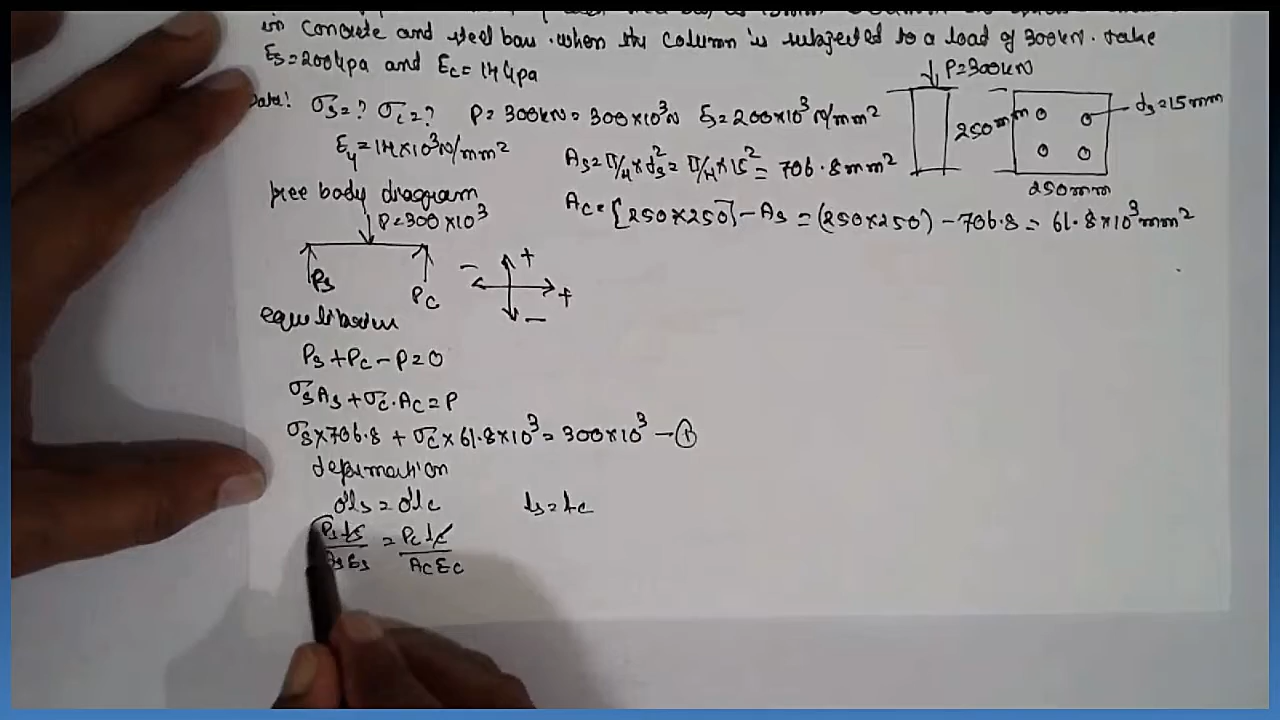 in concrete and steel bar. when the column is subjected to a load of 300kN. Take
Es=200Gpa and Ec=14Gpa
P=300kN
Data! σs=? σc=? P=300kN=300×10³N Es=200×10³N/mm²
250mm
ds=15mm
Ec=14×10³N/mm²
As=π/4×ds²=π/4×15²=706.8mm²
250mm
free body diagram
P=300×10³
Ac=[250×250]-As=(250×250)-706.8=61.8×10³mm²
Ps
Pc
- + + -
equilibrium
Ps+Pc-P=0
σsAs+σc.Ac=P
σs×706.8+σc×61.8×10³=300×10³-①
deformation
δls=δlc ls=lc
Psls/AsEs=Pclc/AcEc